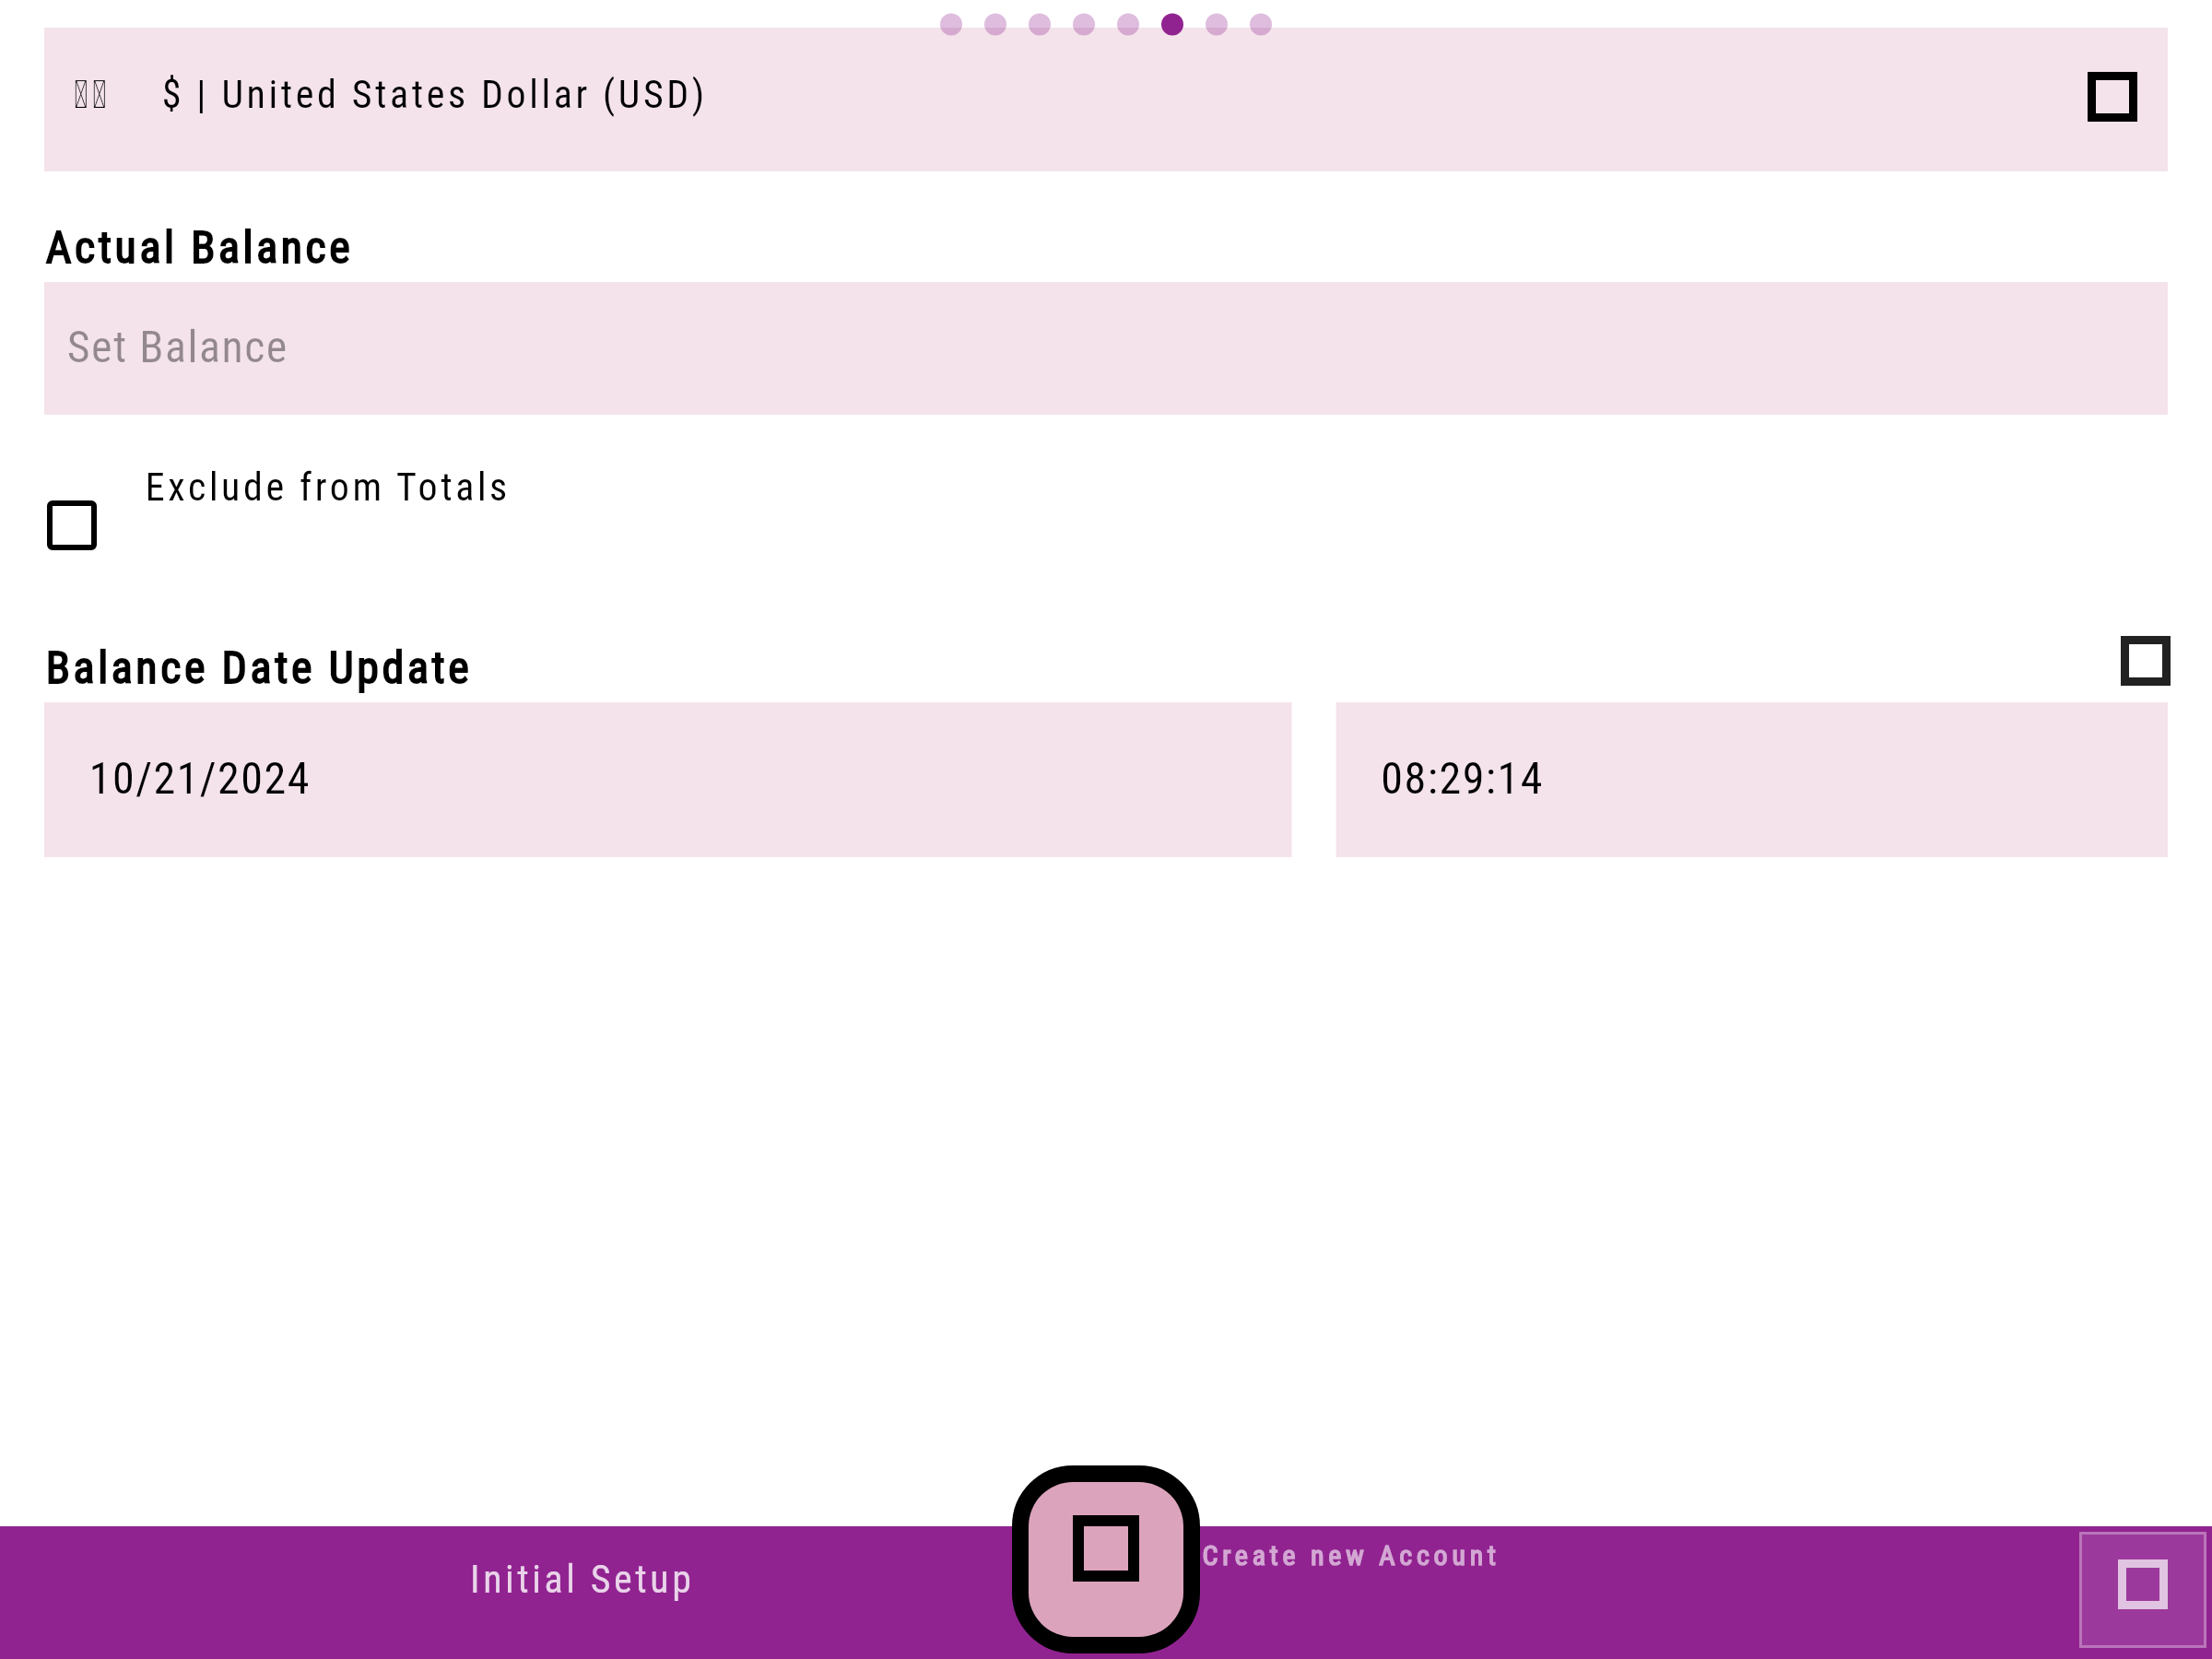 $ | United States Dollar (USD)
Actual Balance
Set Balance
Exclude from Totals
Balance Date Update
10/21/2024
08:29:14
Initial Setup
Create new Account